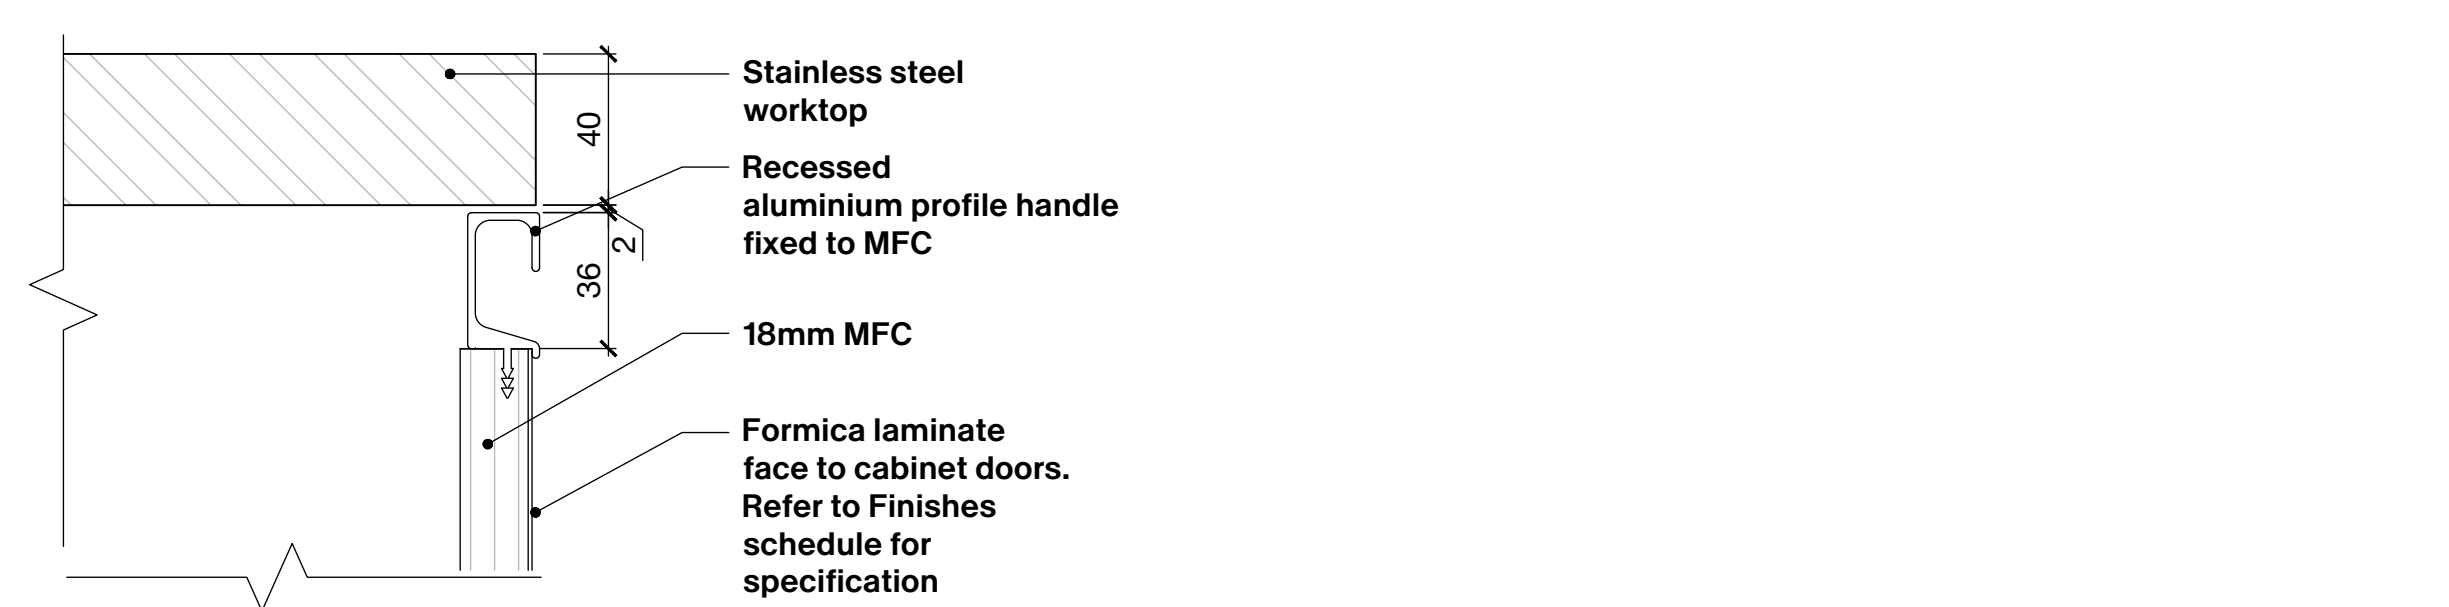 Stainless steel
worktop
40
Recessed
aluminium profile handle
fixed to MFC
2
36
18mm MFC
Formica laminate
face to cabinet doors.
Refer to Finishes
schedule for
specification